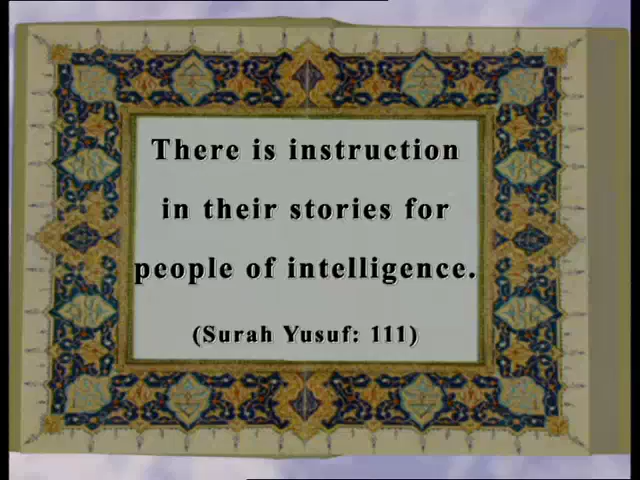 There is instruction
in their stories for
people of intelligence.
(Surah Yusuf: 111)